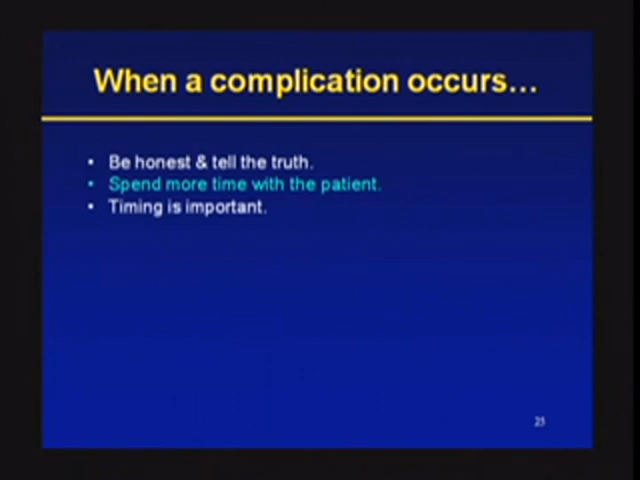 When a complication occurs…
• Be honest & tell the truth.
• Spend more time with the patient.
• Timing is important.
25